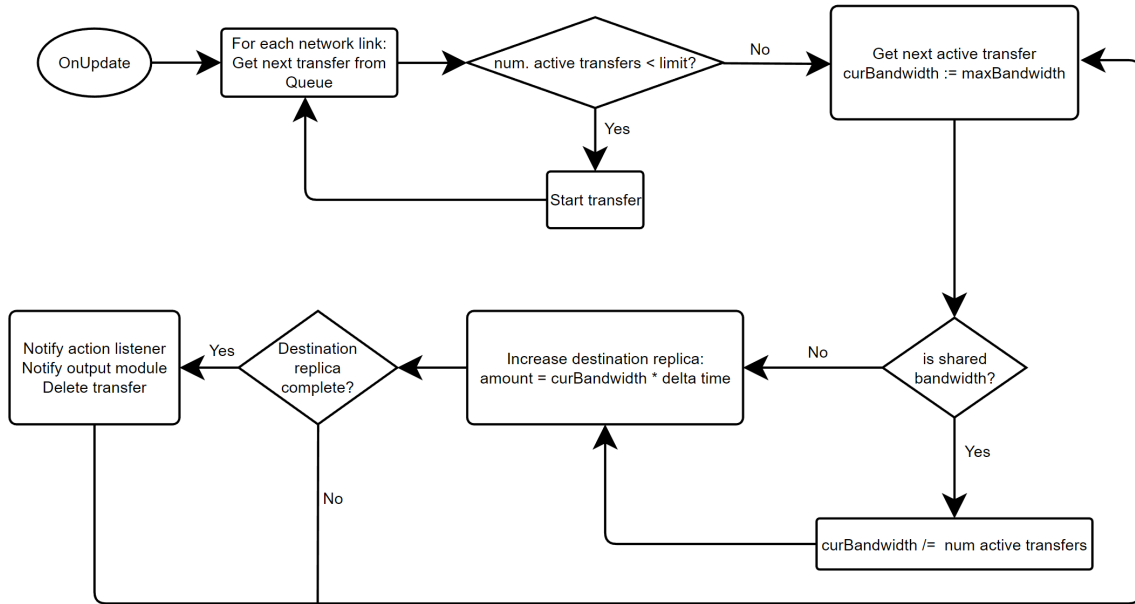 OnUpdate
For each network link:
Get next transfer from
Queue
num. active transfers < limit?
No
Get next active transfer
curBandwidth := maxBandwidth
Yes
Start transfer
Notify action listener
Notify output module
Delete transfer
Yes
Destination
replica
complete?
Increase destination replica:
amount = curBandwidth * delta time
No
is shared
bandwidth?
Yes
No
curBandwidth /=  num active transfers